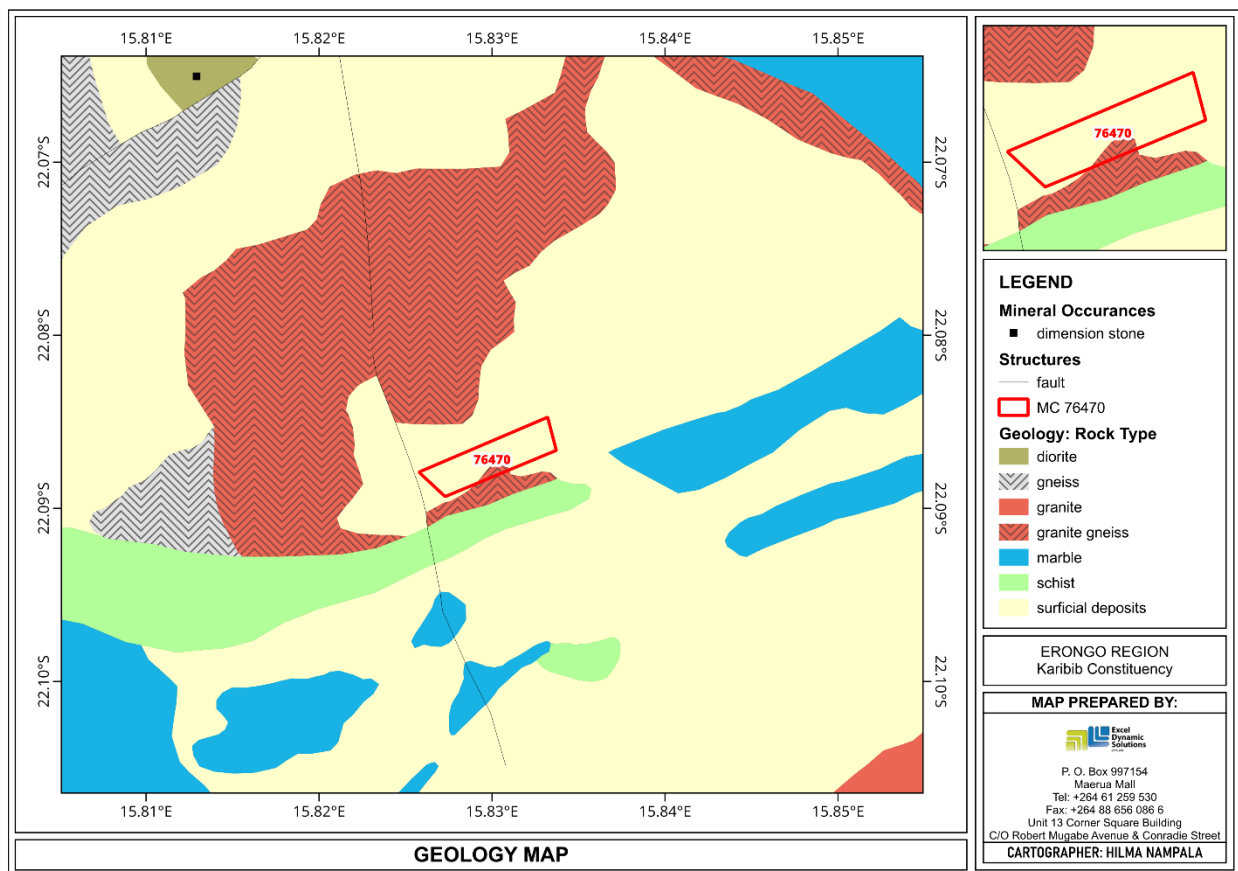 15.81°E 15.82°E 15.83°E 15.84°E 15.85°E
22.07°S
22.08°S
22.09°S
22.10°S
76470
22.07°S
22.08°S
22.09°S
22.10°S
15.81°E 15.82°E 15.83°E 15.84°E 15.85°E
GEOLOGY MAP
76470
LEGEND
Mineral Occurances
dimension stone
Structures
fault
MC 76470
Geology: Rock Type
diorite
gneiss
granite
granite gneiss
marble
schist
surficial deposits
ERONGO REGION
Karibib Constituency
MAP PREPARED BY:
Excel
Dynamic
Solutions
P. O. Box 997154
Maerua Mall
Tel: +264 61 259 530
Fax: +264 88 656 086 6
Unit 13 Corner Square Building
C/O Robert Mugabe Avenue & Conradie Street
CARTOGRAPHER: HILMA NAMPALA